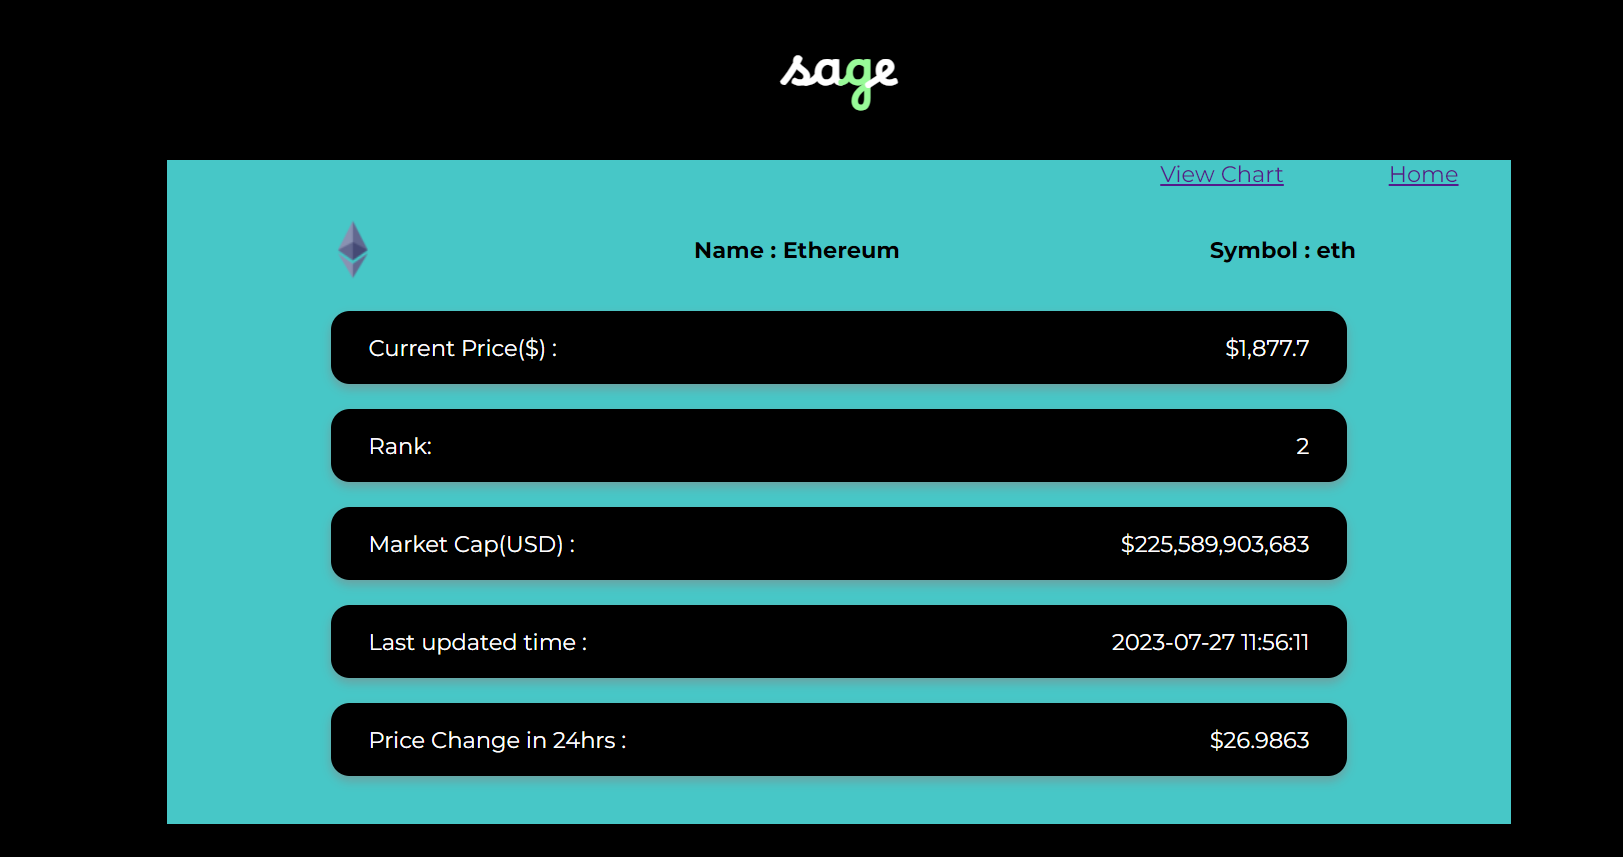 sage
View Chart Home
Name : Ethereum Symbol : eth
Current Price($) : $1,877.7
Rank: 2
Market Cap(USD) : $225,589,903,683
Last updated time : 2023-07-27 11:56:11
Price Change in 24hrs : $26.9863